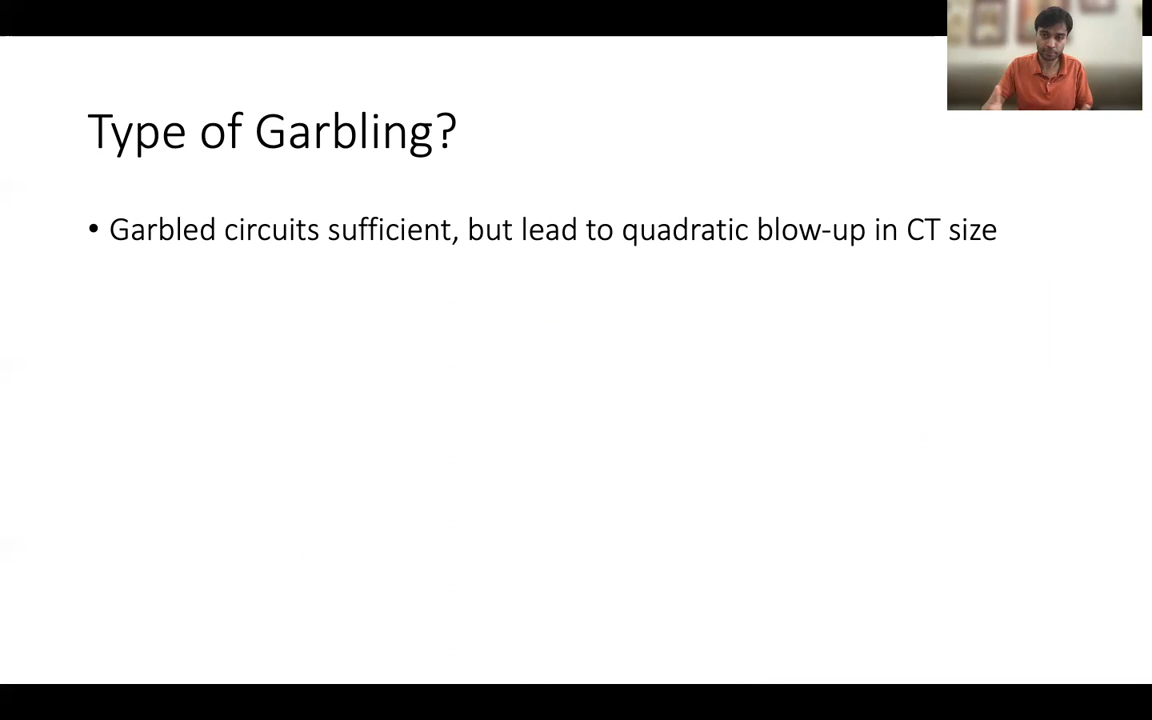 Type of Garbling?
• Garbled circuits sufficient, but lead to quadratic blow-up in CT size